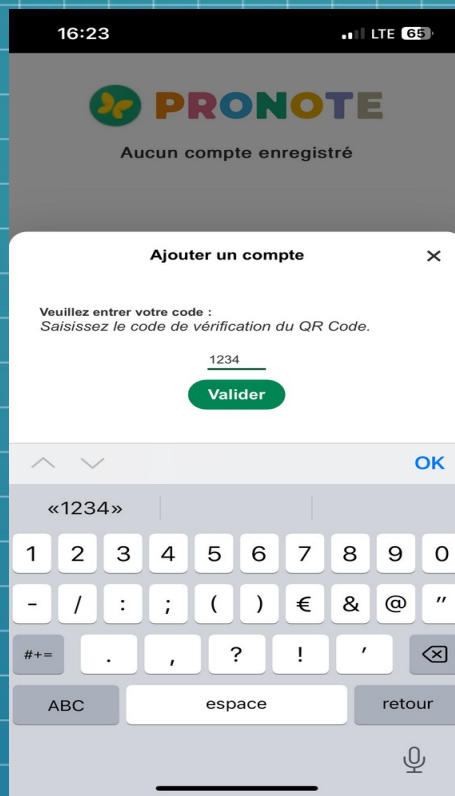 16:23 LTE 65
PRONOTE
Aucun compte enregistré
Ajouter un compte ×
Veuillez entrer votre code :
Saisissez le code de vérification du QR Code.
1234
Valider
OK
«1234»
1 2 3 4 5 6 7 8 9 0
- / : ; ( ) € & @ "
#+= . , ? ! ’
ABC espace retour